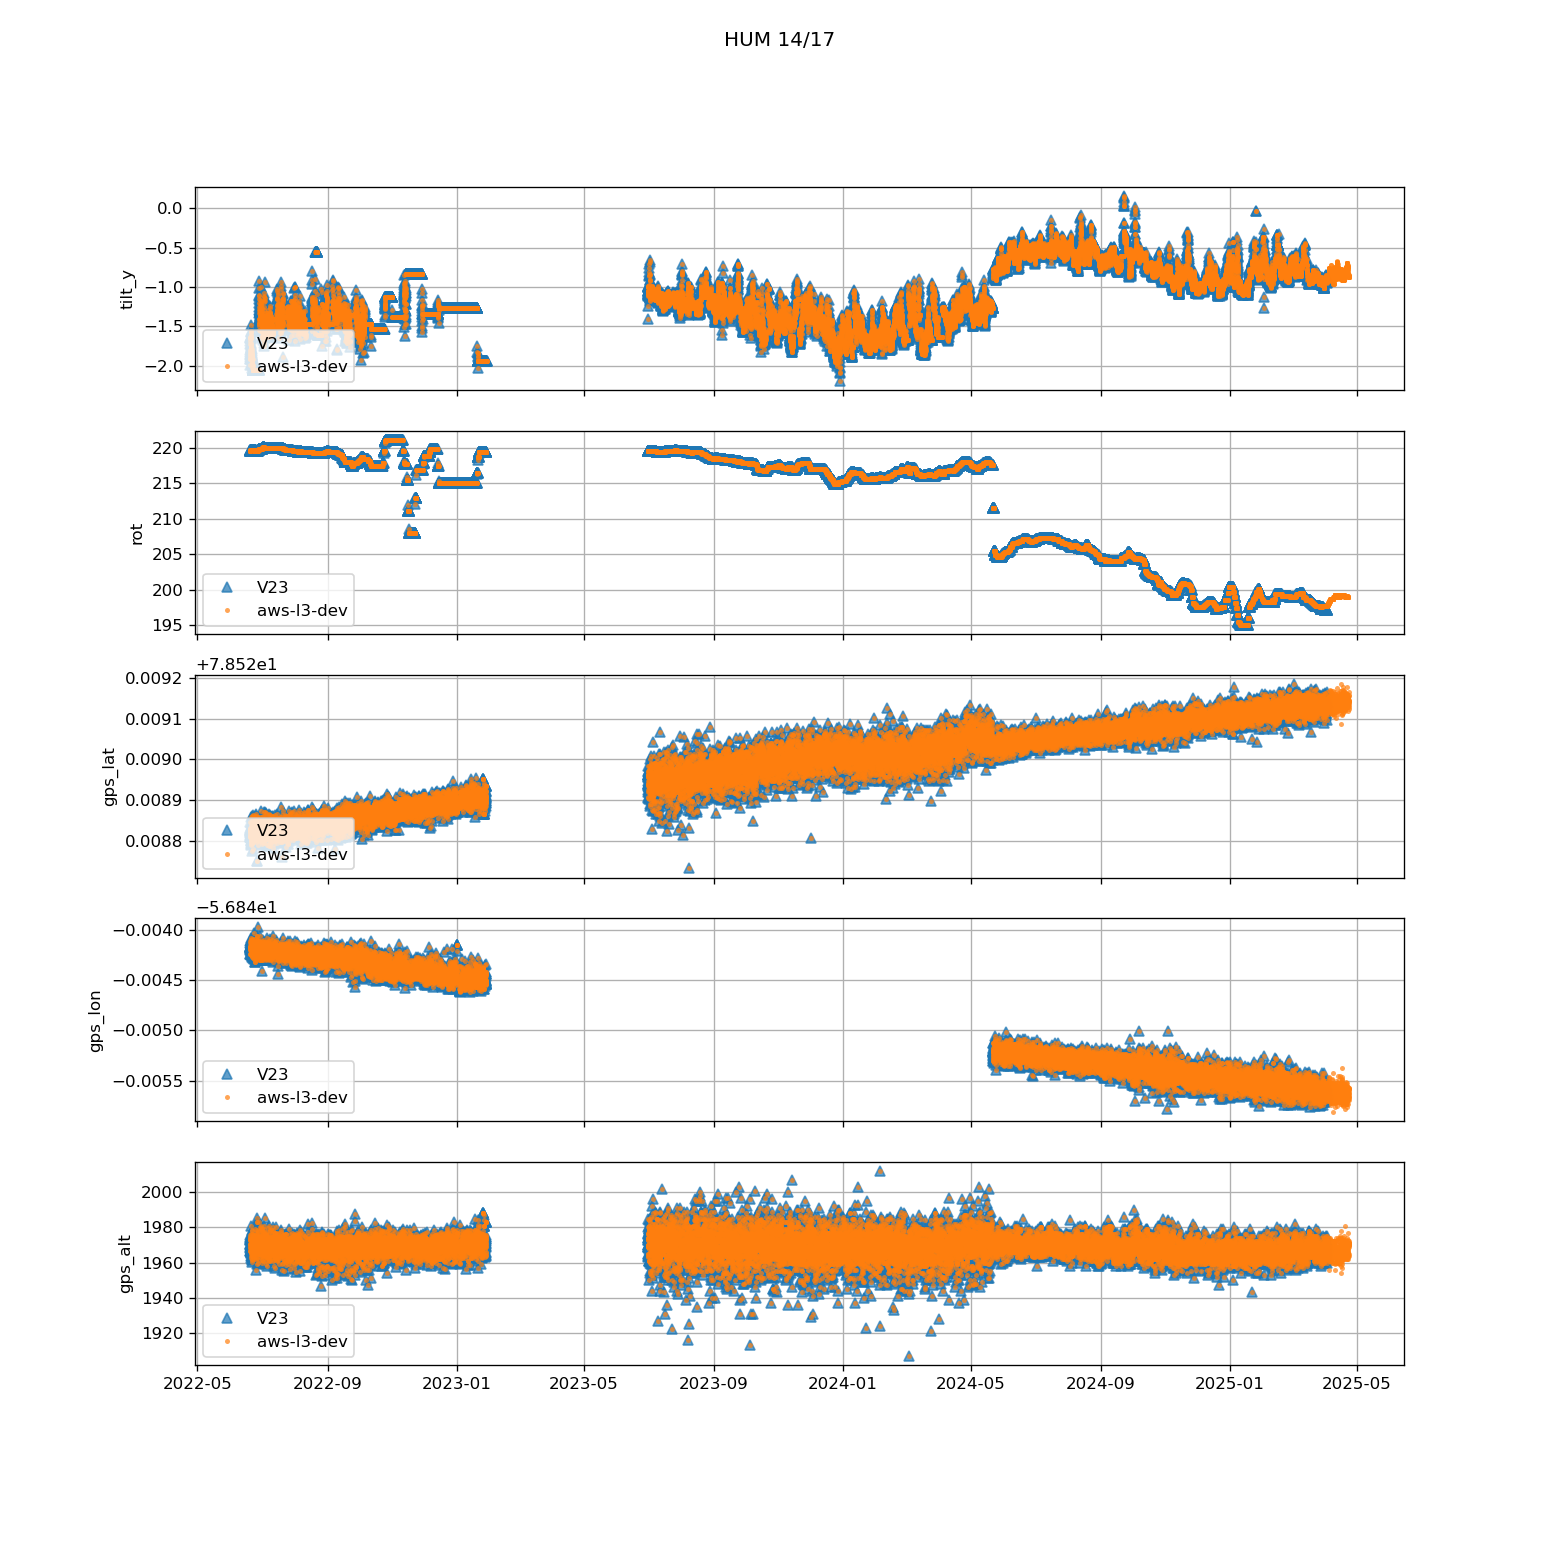 HUM 14/17
0.0
−0.5
−1.0
−1.5
−2.0
tilt_y
V23
aws-l3-dev
220
215
210
205
200
195
rot
V23
aws-l3-dev
+7.852e1
0.0092
0.0091
0.0090
0.0089
0.0088
gps_lat
V23
aws-l3-dev
−5.684e1
−0.0040
−0.0045
−0.0050
−0.0055
gps_lon
V23
aws-l3-dev
2000
1980
1960
1940
1920
gps_alt
V23
aws-l3-dev
2022-05 2022-09 2023-01 2023-05 2023-09 2024-01 2024-05 2024-09 2025-01 2025-05